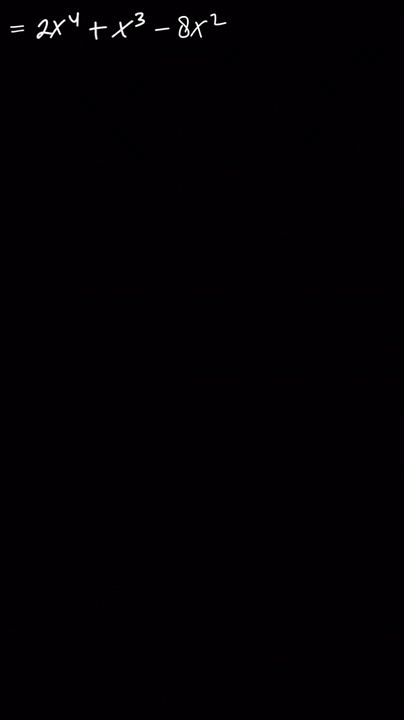 = 2x⁴ + x³ - 8x²